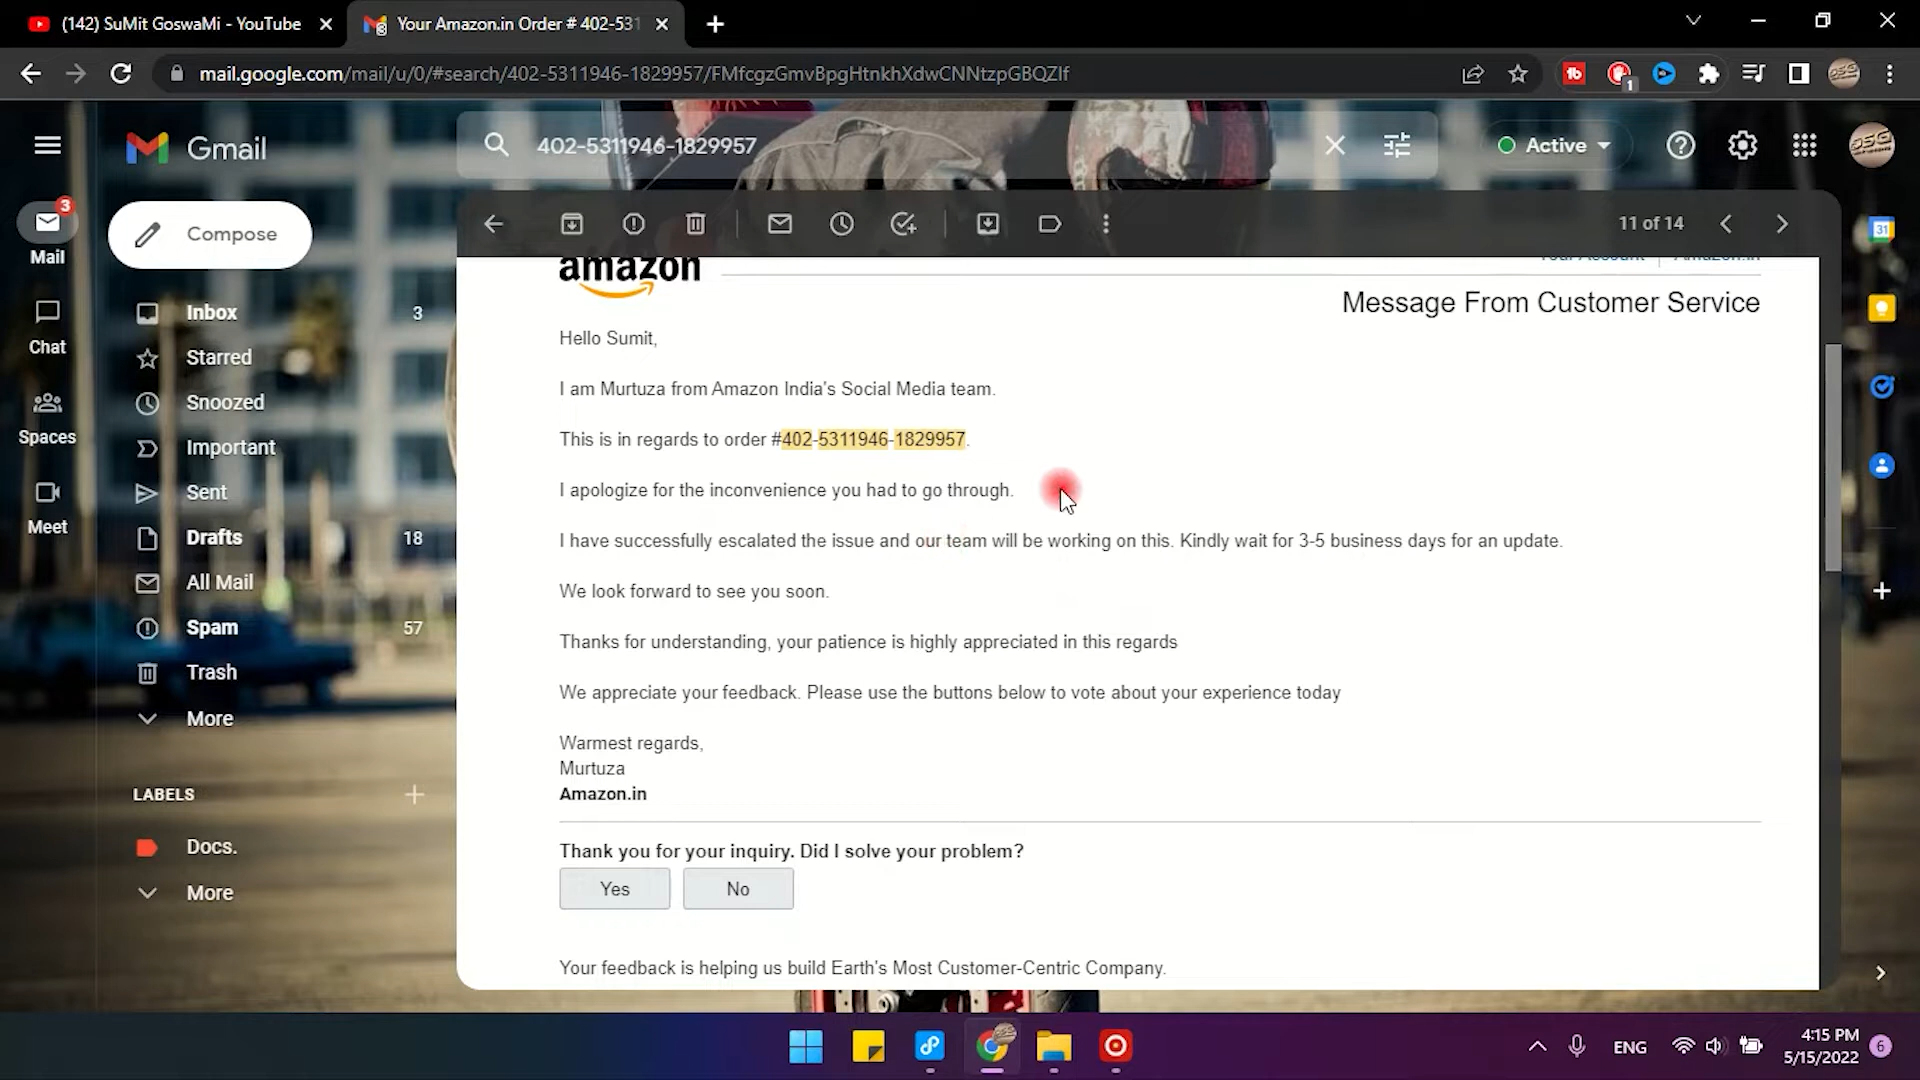 (142) SuMit GoswaMi - YouTube
Your Amazon.in Order # 402-531
mail.google.com/mail/u/0/#search/402-5311946-1829957/FMfcgzGmvBpgHtnkhXdwCNNtzpGBQZlf
1
Gmail
402-5311946-1829957
Active
3
Mail
Compose
11 of 14
31
Chat
Spaces
Meet
Inbox 3
Starred
Snoozed
Important
Sent
Drafts 18
All Mail
Spam 57
Trash
More
LABELS
Docs.
More
amazon
Your Account Amazon.in
Message From Customer Service
Hello Sumit,
I am Murtuza from Amazon India's Social Media team.
This is in regards to order #402-5311946-1829957.
I apologize for the inconvenience you had to go through.
I have successfully escalated the issue and our team will be working on this. Kindly wait for 3-5 business days for an update.
We look forward to see you soon.
Thanks for understanding, your patience is highly appreciated in this regards
We appreciate your feedback. Please use the buttons below to vote about your experience today
Warmest regards,
Murtuza
Amazon.in
Thank you for your inquiry. Did I solve your problem?
Yes No
Your feedback is helping us build Earth's Most Customer-Centric Company.
ENG
4:15 PM
5/15/2022
6